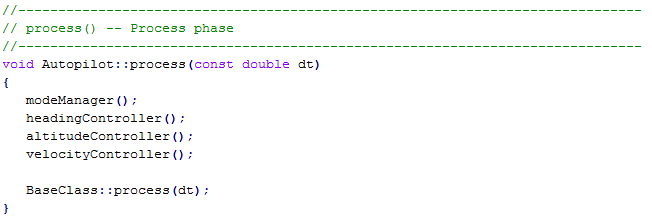 //------------------------------------------------------------------------------
// process() -- Process phase
//------------------------------------------------------------------------------
void Autopilot::process(const double dt)
{
   modeManager();
   headingController();
   altitudeController();
   velocityController();

   BaseClass::process(dt);
}